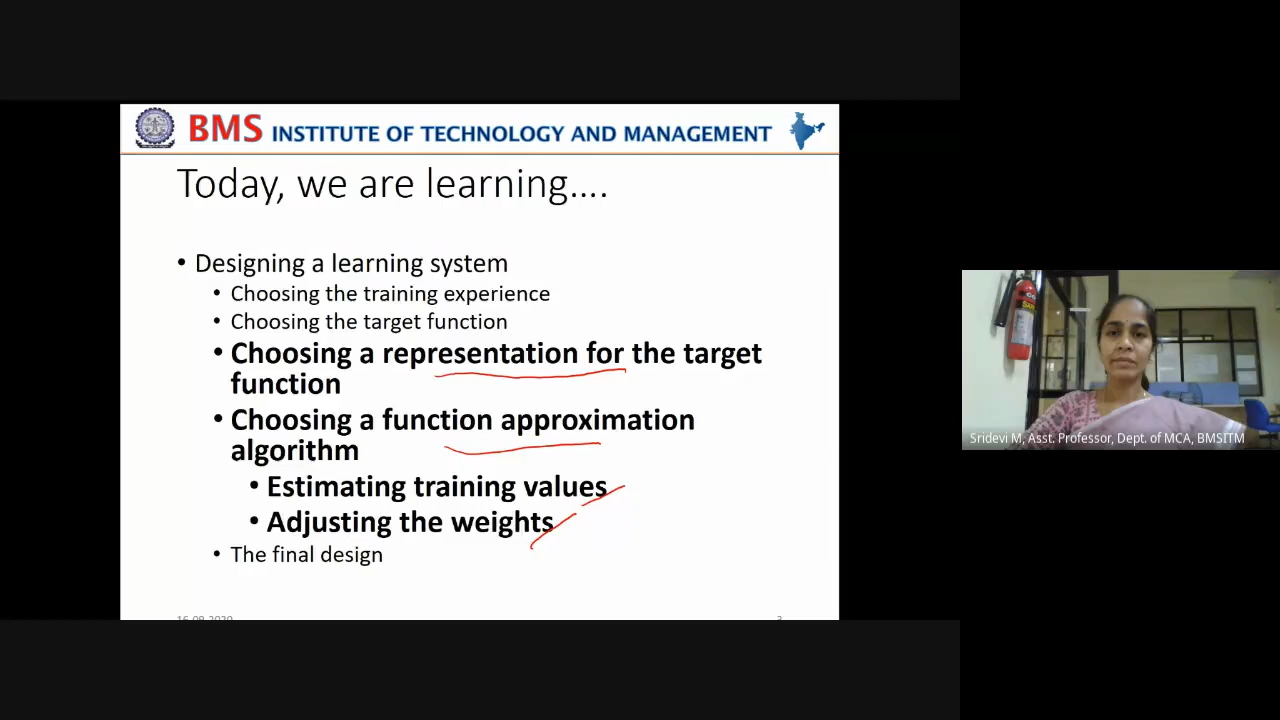 BMS INSTITUTE OF TECHNOLOGY AND MANAGEMENT
Today, we are learning....
• Designing a learning system
• Choosing the training experience
• Choosing the target function
• Choosing a representation for the target
function
• Choosing a function approximation
algorithm
• Estimating training values
• Adjusting the weights
• The final design
Sridevi M, Asst. Professor, Dept. of MCA, BMSITM